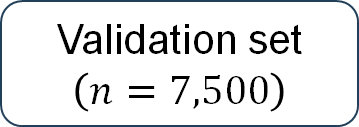 Validation set
(n = 7,500)